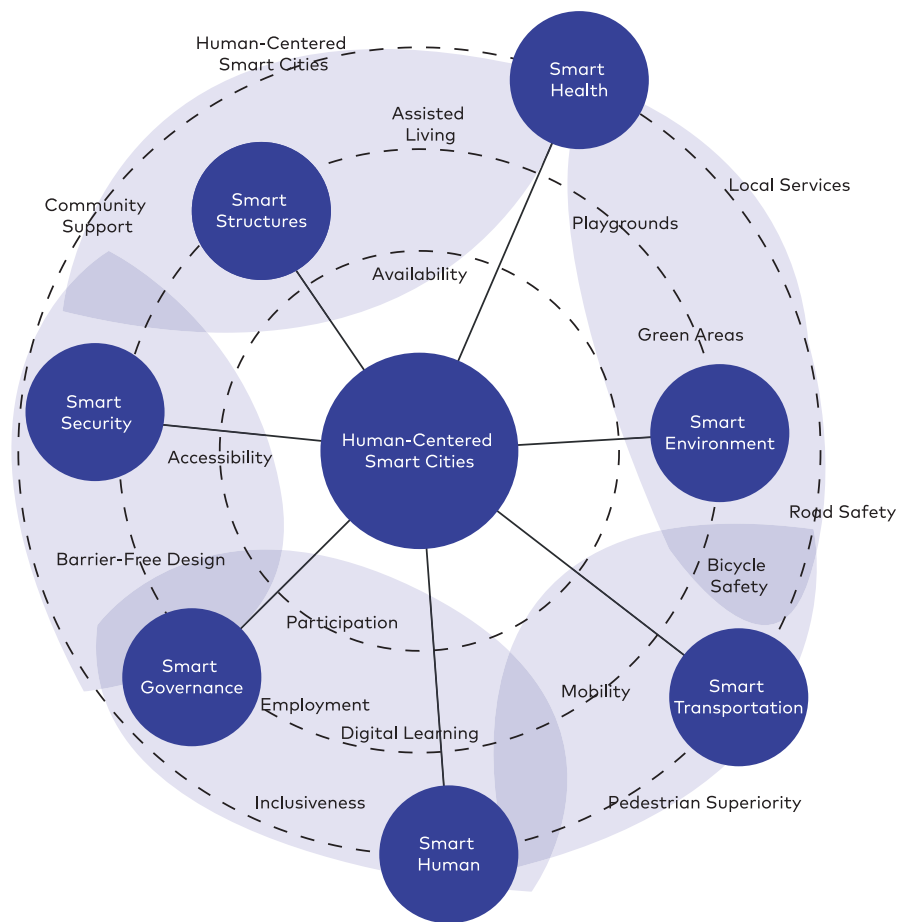 Human-Centered
Smart Cities
Smart
Health
Assisted
Living
Local Services
Community
Support
Smart
Structures
Playgrounds
Availability
Green Areas
Smart
Security
Human-Centered
Smart Cities
Smart
Environment
Accessibility
Road Safety
Barrier-Free Design
Bicycle
Safety
Participation
Smart
Governance
Employment
Digital Learning
Mobility
Smart
Transportation
Inclusiveness
Pedestrian Superiority
Smart
Human